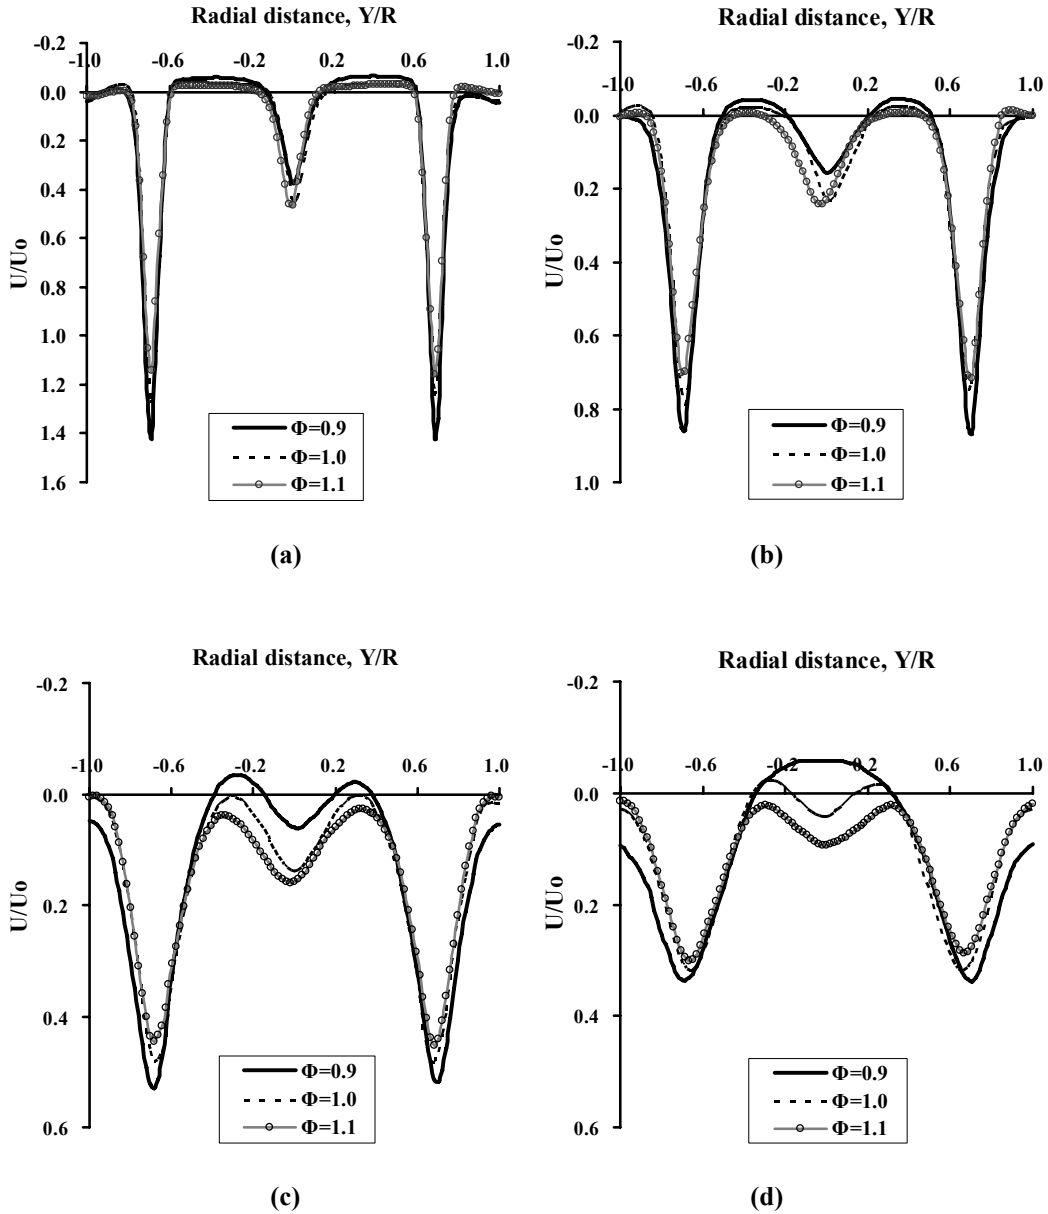 Radial distance, Y/R
-0.2
-1.0 -0.6 -0.2 0.2 0.6 1.0
0.0
0.2
0.4
0.6
0.8
1.0
1.2
1.4
1.6
U/Uo
Φ=0.9
Φ=1.0
Φ=1.1
(a)
Radial distance, Y/R
-0.2
-1.0 -0.6 -0.2 0.2 0.6 1.0
0.0
0.2
0.4
0.6
0.8
1.0
U/Uo
Φ=0.9
Φ=1.0
Φ=1.1
(b)
Radial distance, Y/R
-0.2
-1.0 -0.6 -0.2 0.2 0.6 1.0
0.0
0.2
0.4
0.6
U/Uo
Φ=0.9
Φ=1.0
Φ=1.1
(c)
Radial distance, Y/R
-0.2
-1.0 -0.6 -0.2 0.2 0.6 1.0
0.0
0.2
0.4
0.6
U/Uo
Φ=0.9
Φ=1.0
Φ=1.1
(d)